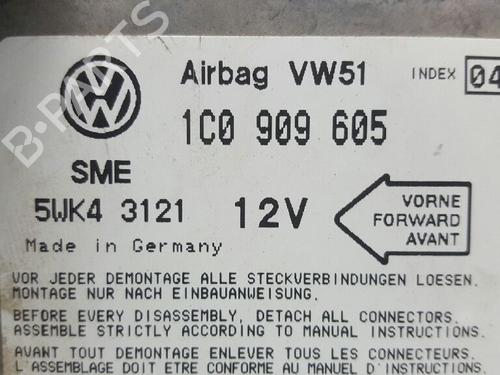 Airbag VW51 INDEX 04
1C0 909 605
SME
5WK4 3121 12V
VORNE
FORWARD
AVANT
Made in Germany
VOR JEDER DEMONTAGE ALLE STECKVERBINDUNGEN LOESEN.
MONTAGE NUR NACH EINBAUANWEISUNG.
BEFORE EVERY DISASSEMBLY, DETACH ALL CONNECTORS.
ASSEMBLE STRICTLY ACCORDING TO MANUAL INSTRUCTIONS.
AVANT TOUT DEMONTAGE ENLEVER TOUS LES CONNECTEURS.
L'ASSEMBLAGE DOIT ETRE CONFORME AU MANUEL D'INSTRUCTIONS.
B-PARTS